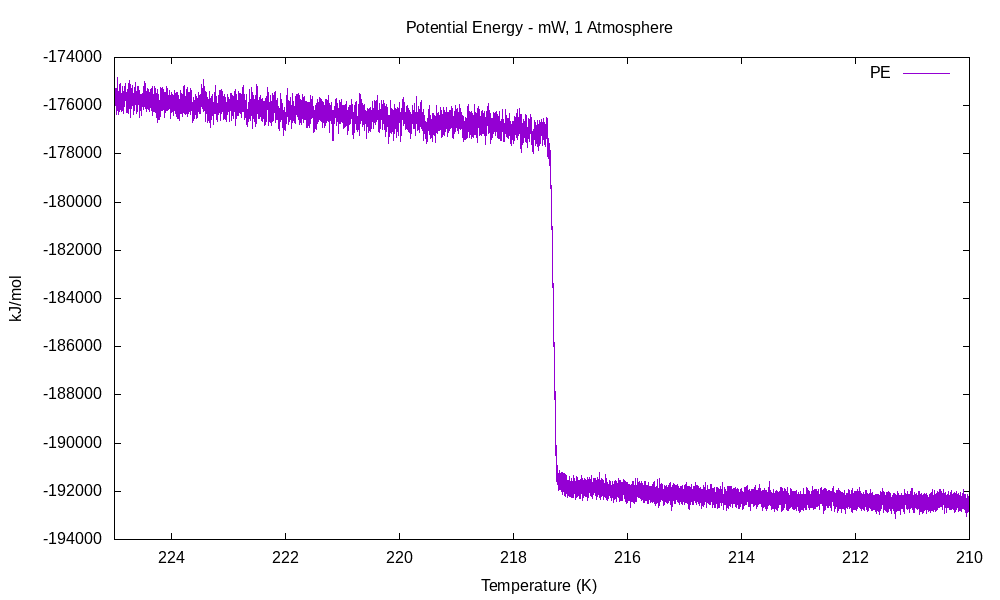 Potential Energy - mW, 1 Atmosphere
PE
-174000
-176000
-178000
-180000
-182000
-184000
-186000
-188000
-190000
-192000
-194000
kJ/mol
224 222 220 218 216 214 212 210
Temperature (K)